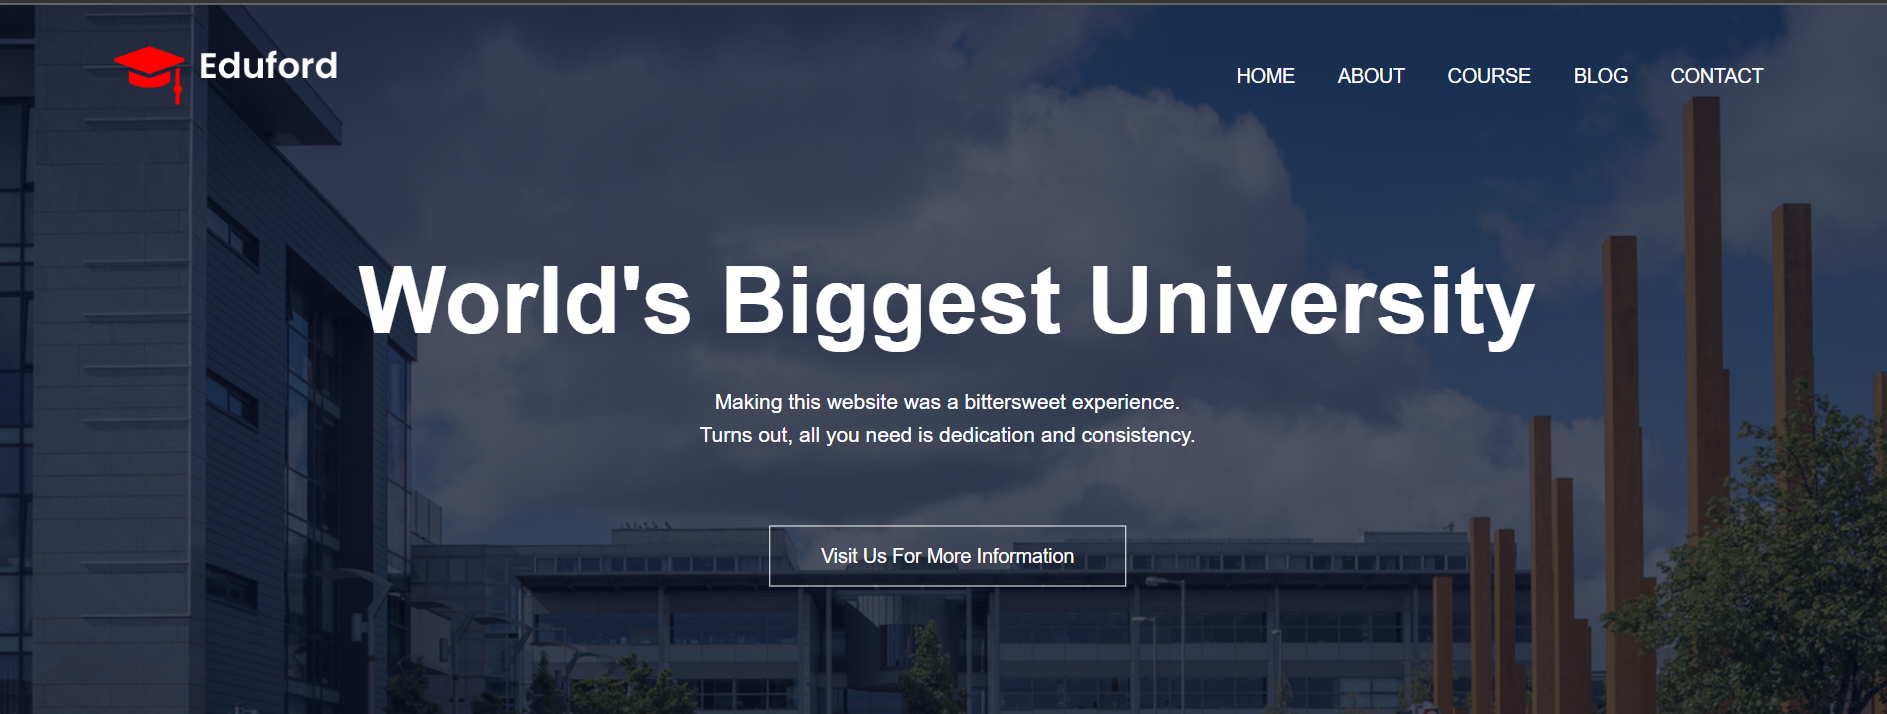 Eduford
HOME ABOUT COURSE BLOG CONTACT
World's Biggest University
Making this website was a bittersweet experience.
Turns out, all you need is dedication and consistency.
Visit Us For More Information